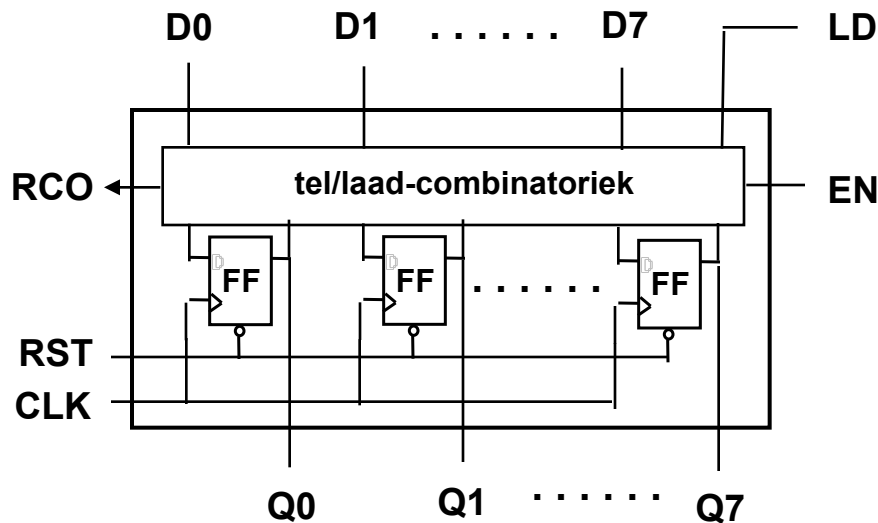 D0 D1 . . . . . . D7 LD
RCO tel/laad-combinatoriek EN
D D D
FF FF . . . . . . FF
RST
CLK
Q0 Q1 . . . . . . Q7